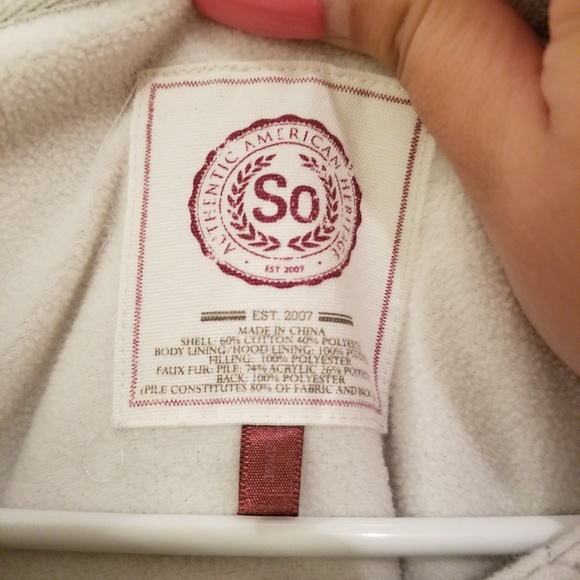 AUTHENTIC AMERICAN HERITAGE
So
· EST 2007 ·
EST. 2007
MADE IN CHINA
SHELL: 60% COTTON 40% POLYESTER
BODY LINING/HOOD LINING: 100%
FILLING: 100% POLYESTER
FAUX FUR: PILE: 74% ACRYLIC 26% POLYESTER
BACK: 100% POLYESTER
(PILE CONSTITUTES 80% OF FABRIC AND